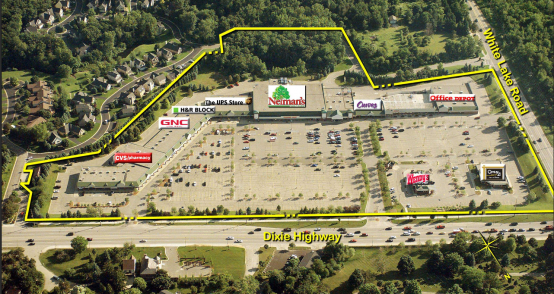 White Lake Road
The UPS Store
Neiman's
Office Depot
H&R BLOCK
GNC
CVS/pharmacy
Wendy's
Dixie Highway